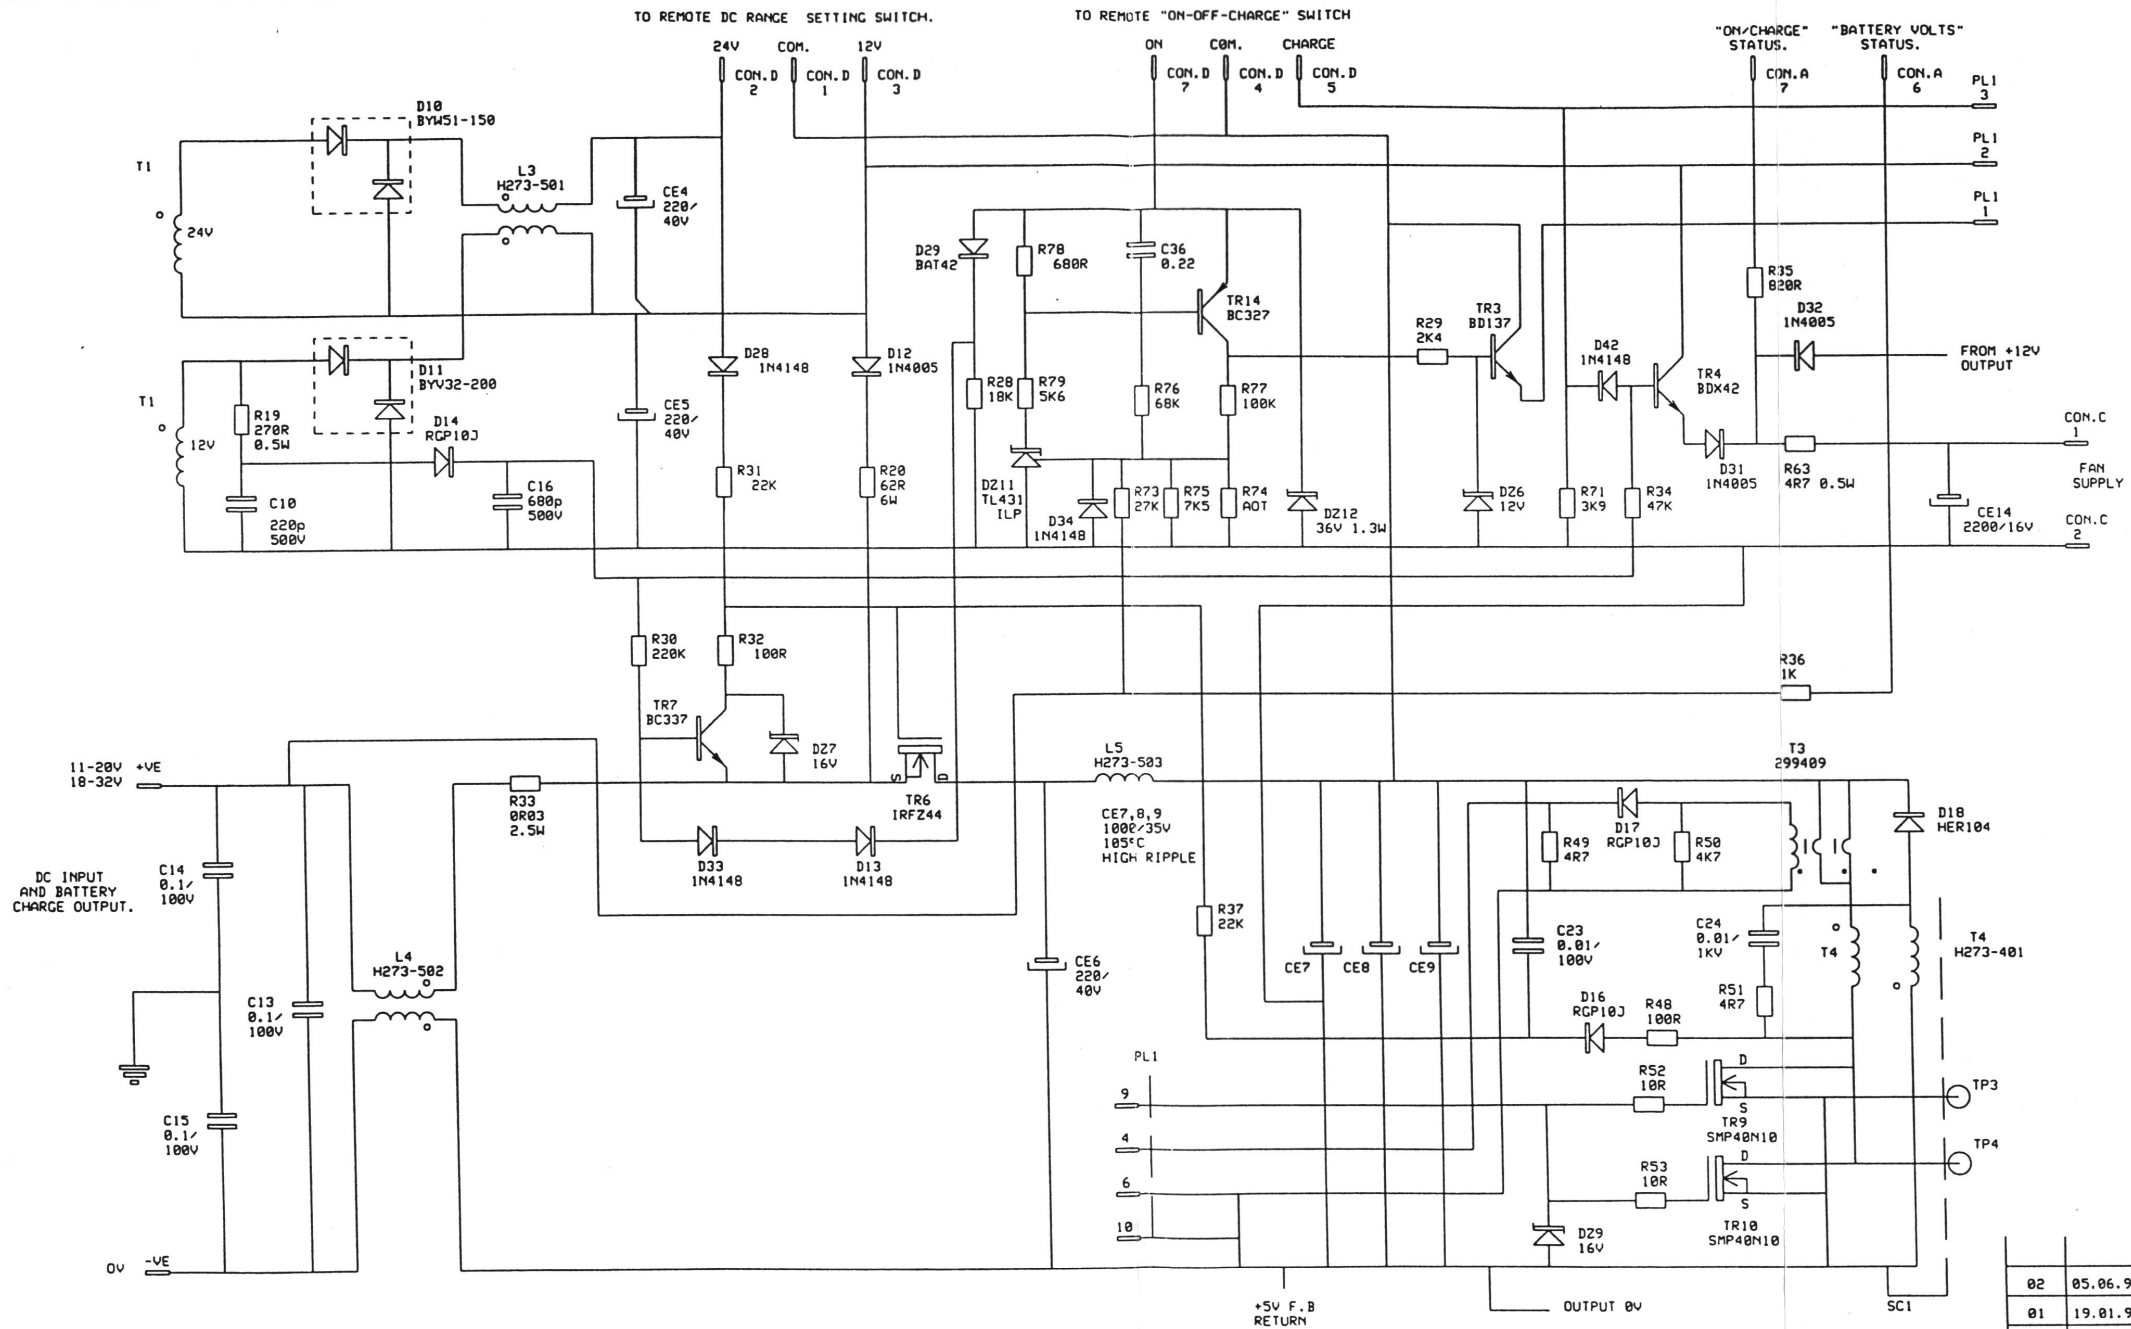 TO REMOTE DC RANGE SETTING SWITCH.
TO REMOTE "ON-OFF-CHARGE" SWITCH
"ON/CHARGE"
STATUS.
"BATTERY VOLTS"
STATUS.
24V
COM.
12V
ON
COM.
CHARGE
CON.D
2
CON.D
1
CON.D
3
CON.D
7
CON.D
4
CON.D
5
CON.A
7
CON.A
6
PL1
3
PL1
2
PL1
1
D10
BYW51-150
T1
24V
L3
H273-501
CE4
220/
40V
D29
BAT42
R78
680R
C36
0.22
TR14
BC327
R35
820R
D32
1N4005
FROM +12V
OUTPUT
R29
2K4
TR3
BD137
D42
1N4148
TR4
BDX42
D11
BYV32-200
D28
1N4148
D12
1N4005
T1
12V
R19
270R
0.5W
D14
RGP10J
CE5
220/
40V
R28
18K
R79
5K6
R76
68K
R77
100K
CON.C
1
FAN
SUPPLY
CON.C
2
C10
220p
500V
C16
680p
500V
R31
22K
R20
62R
6W
DZ11
TL431
ILP
D34
1N4148
R73
27K
R75
7K5
R74
AOT
DZ12
36V 1.3W
DZ6
12V
R71
3K9
R34
47K
D31
1N4005
R63
4R7 0.5W
CE14
2200/16V
R30
220K
R32
100R
R36
1K
TR7
BC337
DZ7
16V
S
D
TR6
IRFZ44
L5
H273-503
T3
299409
11-20V
18-32V
+VE
R33
0R03
2.5W
CE7,8,9
1000/35V
105°C
HIGH RIPPLE
D33
1N4148
D13
1N4148
R49
4R7
D17
RGP10J
R50
4K7
D18
HER104
DC INPUT
AND BATTERY
CHARGE OUTPUT.
C14
0.1/
100V
R37
22K
L4
H273-502
CE6
220/
40V
CE7
CE8
CE9
C23
0.01/
100V
C24
0.01/
1KV
T4
T4
H273-401
C13
0.1/
100V
D16
RGP10J
R48
100R
R51
4R7
PL1
9
4
6
10
R52
10R
D
S
TR9
SMP40N10
TP3
C15
0.1/
100V
R53
10R
D
S
TR10
SMP40N10
TP4
DZ9
16V
0V
-VE
+5V F.B
RETURN
OUTPUT 0V
SC1
02
05.06.9
01
19.01.9